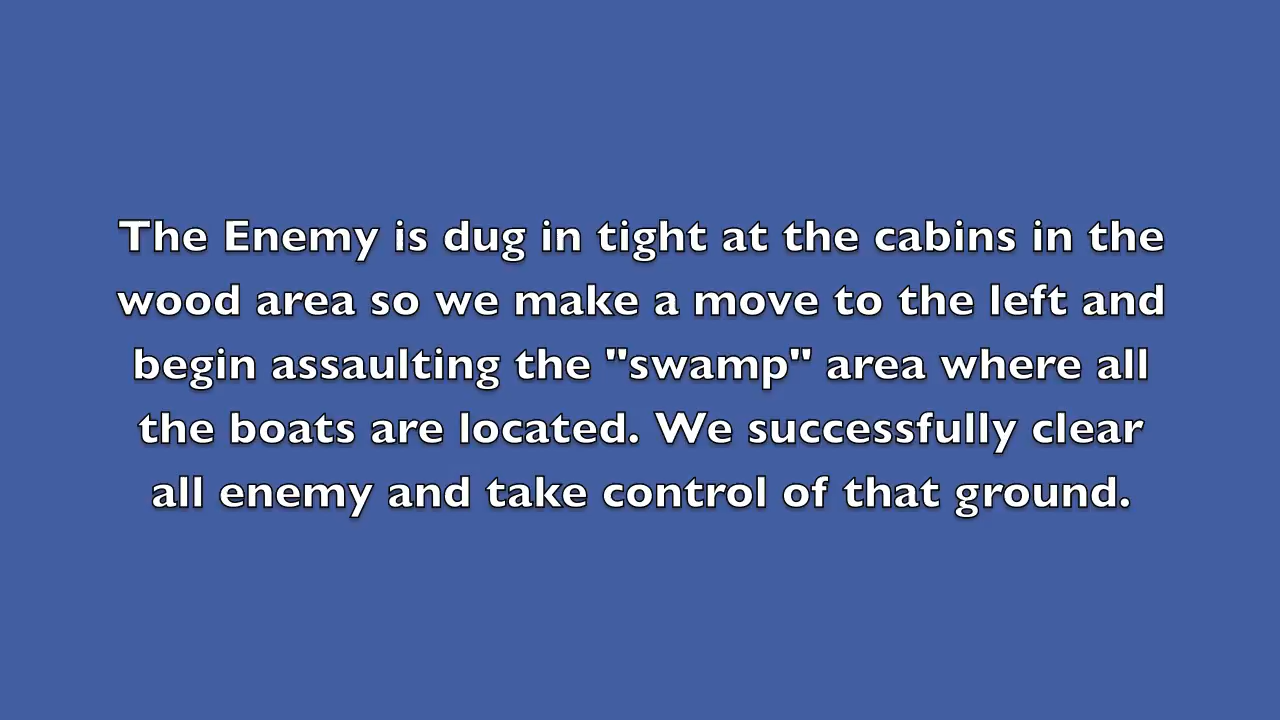 The Enemy is dug in tight at the cabins in the
wood area so we make a move to the left and
begin assaulting the "swamp" area where all
the boats are located. We successfully clear
all enemy and take control of that ground.